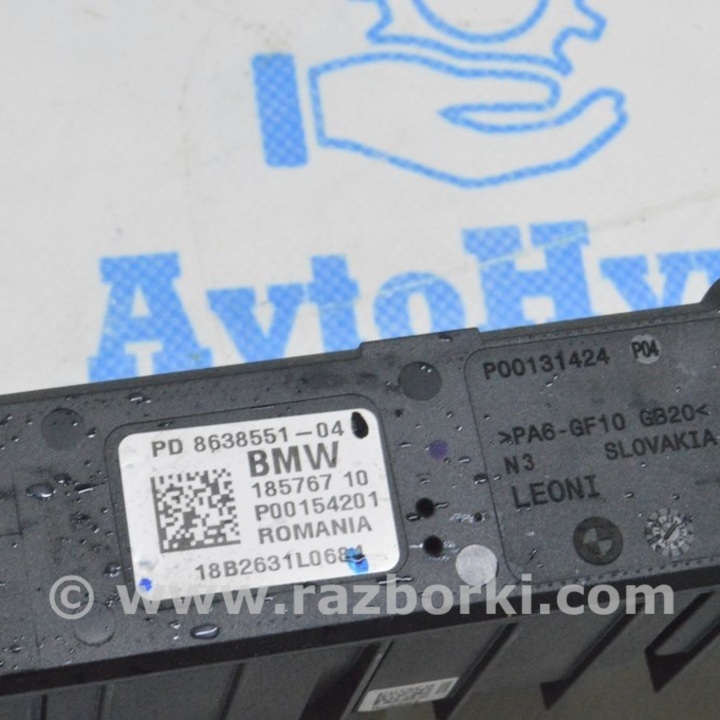 AvtoHv
P00131424 P04
>PA6-GF10 GB20<
N3 SLOVAKIA
LEONI
PD 8638551-04
BMW
185767 10
P00154201
ROMANIA
© www.razborki.com